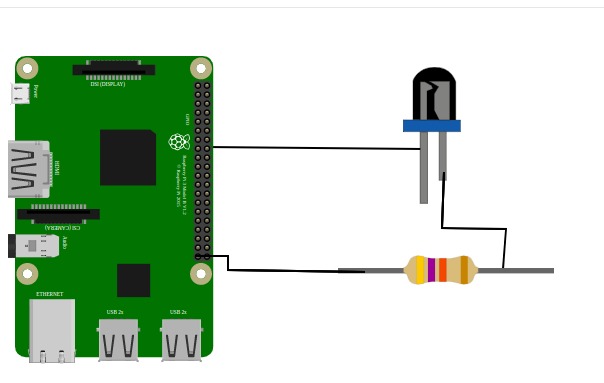 DSI (DISPLAY)
Power
GPIO
HDMI
Raspberry Pi 3 Model B V1.2
© Raspberry Pi 2015
CSI (CAMERA)
Audio
ETHERNET
USB 2x
USB 2x